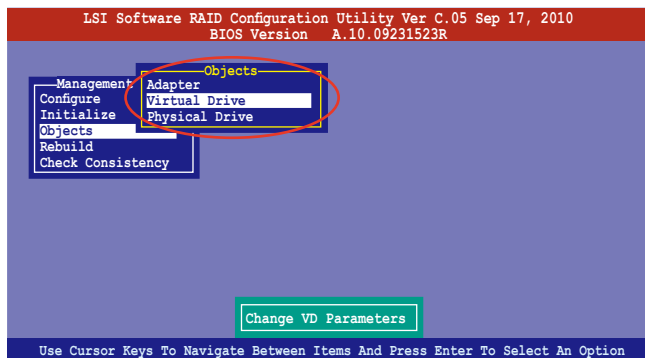 LSI Software RAID Configuration Utility Ver C.05 Sep 17, 2010
BIOS Version A.10.09231523R
Management
Configure
Initialize
Objects
Rebuild
Check Consistency
Objects
Adapter
Virtual Drive
Physical Drive
Change VD Parameters
Use Cursor Keys To Navigate Between Items And Press Enter To Select An Option